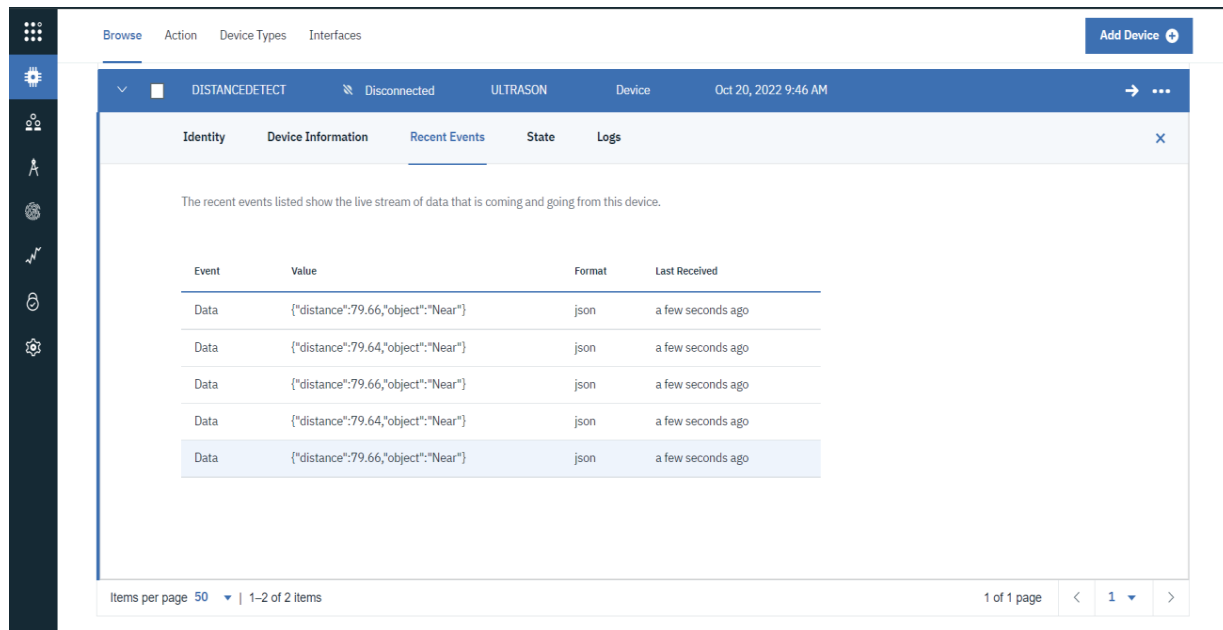 Browse Action Device Types Interfaces Add Device
DISTANCEDETECT Disconnected ULTRASON Device Oct 20, 2022 9:46 AM
Identity Device Information Recent Events State Logs
The recent events listed show the live stream of data that is coming and going from this device.
Event Value Format Last Received
Data {"distance":79.66,"object":"Near"} json a few seconds ago
Data {"distance":79.64,"object":"Near"} json a few seconds ago
Data {"distance":79.66,"object":"Near"} json a few seconds ago
Data {"distance":79.64,"object":"Near"} json a few seconds ago
Data {"distance":79.66,"object":"Near"} json a few seconds ago
Items per page 50 | 1–2 of 2 items 1 of 1 page 1